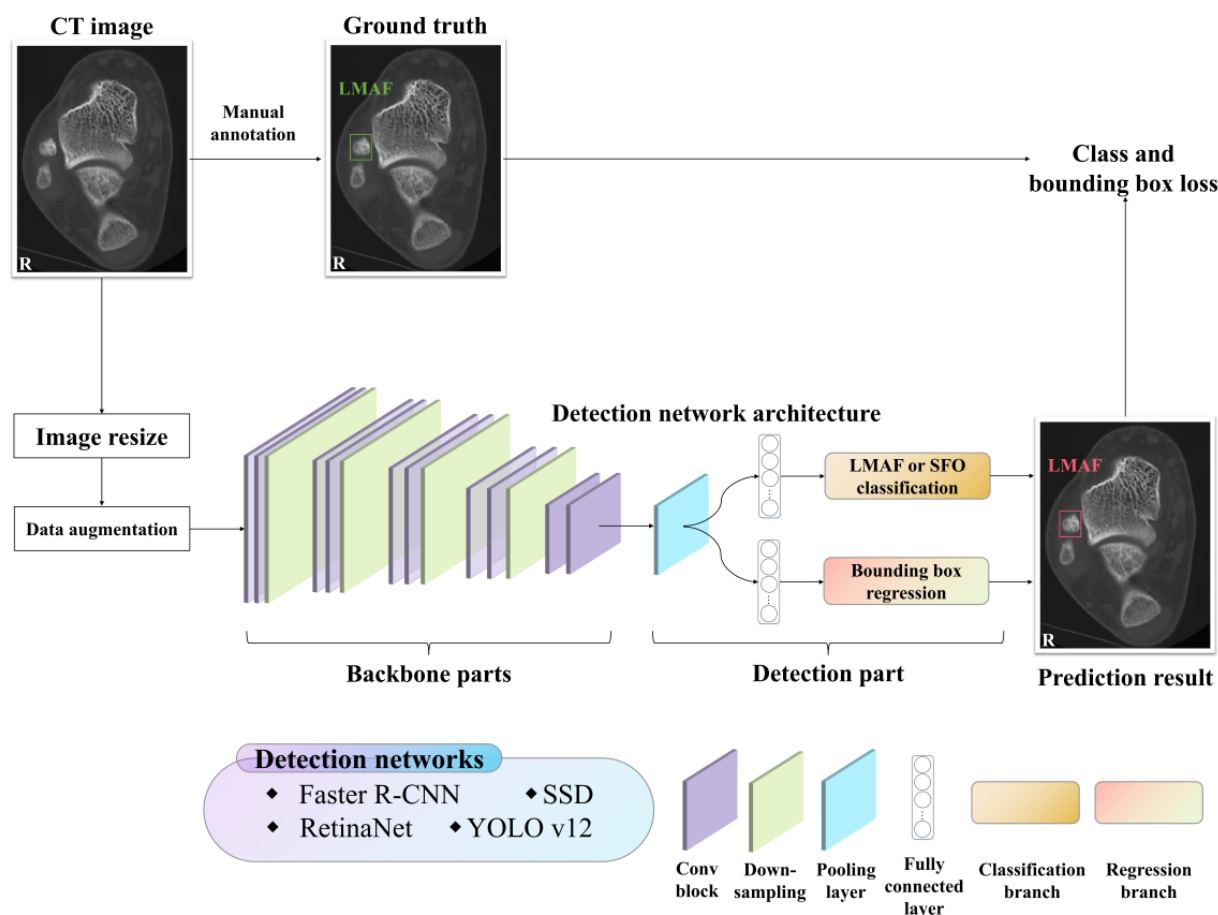 CT image
Ground truth
LMAF
Manual
annotation
R
R
Class and
bounding box loss
Image resize
Data augmentation
Detection network architecture
LMAF or SFO
classification
Bounding box
regression
LMAF
R
Backbone parts
Detection part
Prediction result
Detection networks
◆ Faster R-CNN ◆ SSD
◆ RetinaNet ◆ YOLO v12
Conv
block
Down-
sampling
Pooling
layer
Fully
connected
layer
Classification
branch
Regression
branch